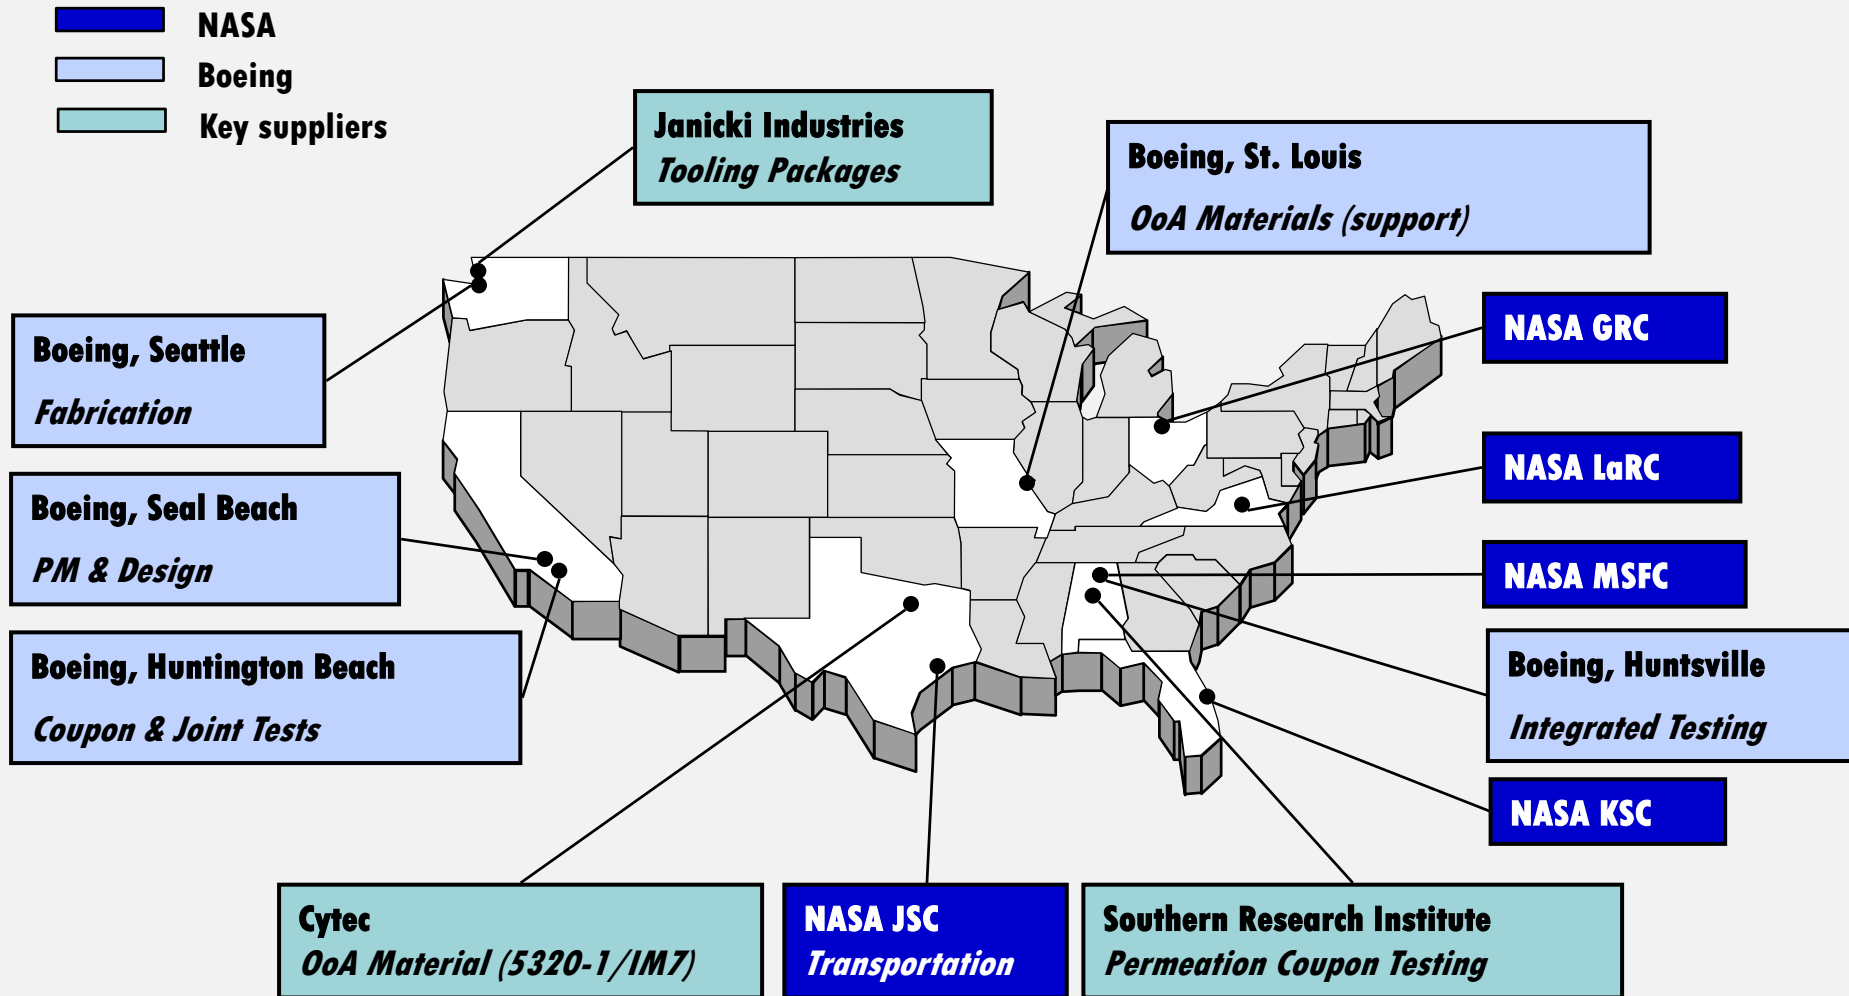 NASA
Boeing
Key suppliers
Janicki Industries
Tooling Packages
Boeing, St. Louis
OoA Materials (support)
Boeing, Seattle
Fabrication
NASA GRC
NASA LaRC
Boeing, Seal Beach
PM & Design
NASA MSFC
Boeing, Huntington Beach
Coupon & Joint Tests
Boeing, Huntsville
Integrated Testing
NASA KSC
Cytec
OoA Material (5320-1/IM7)
NASA JSC
Transportation
Southern Research Institute
Permeation Coupon Testing